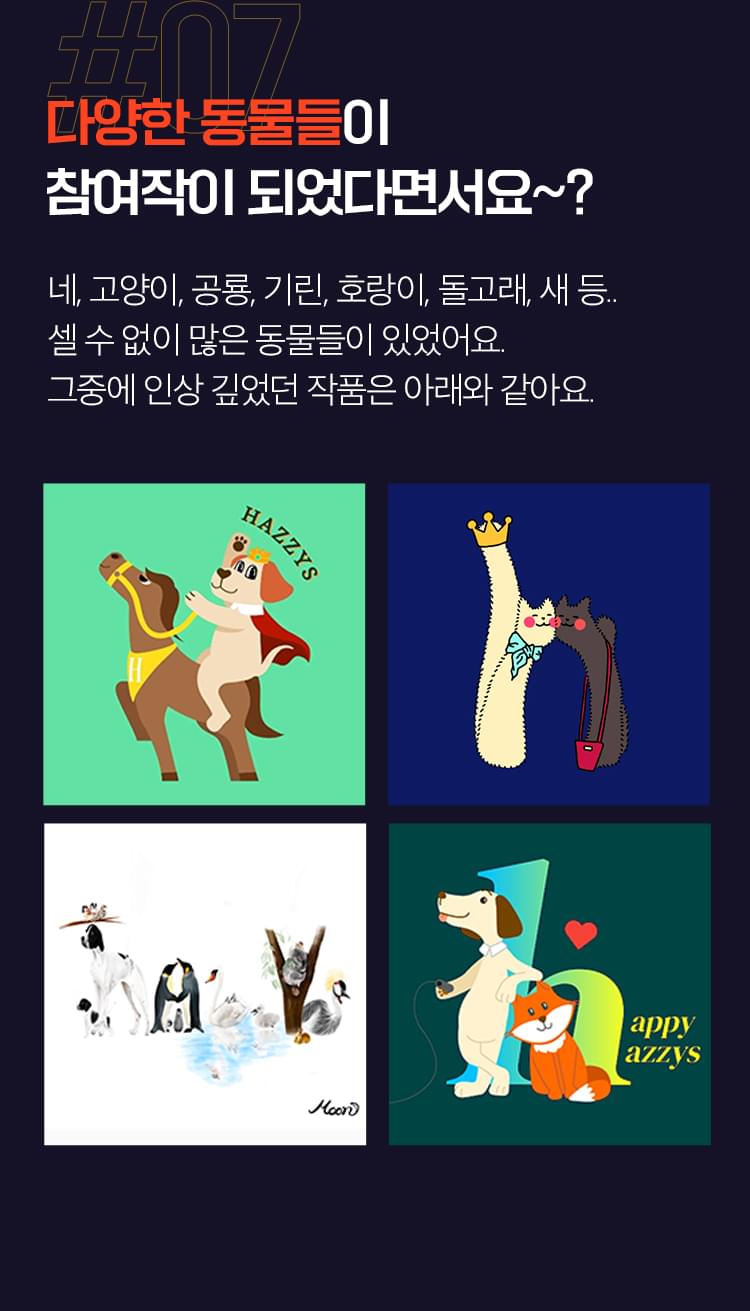 #07
다양한 동물들이
참여작이 되었다면서요~?
네, 고양이, 공룡, 기린, 호랑이, 돌고래, 새 등..
셀 수 없이 많은 동물들이 있었어요.
그중에 인상 깊었던 작품은 아래와 같아요.
HAZZYS
H
h
Moon
h
appy
azzys